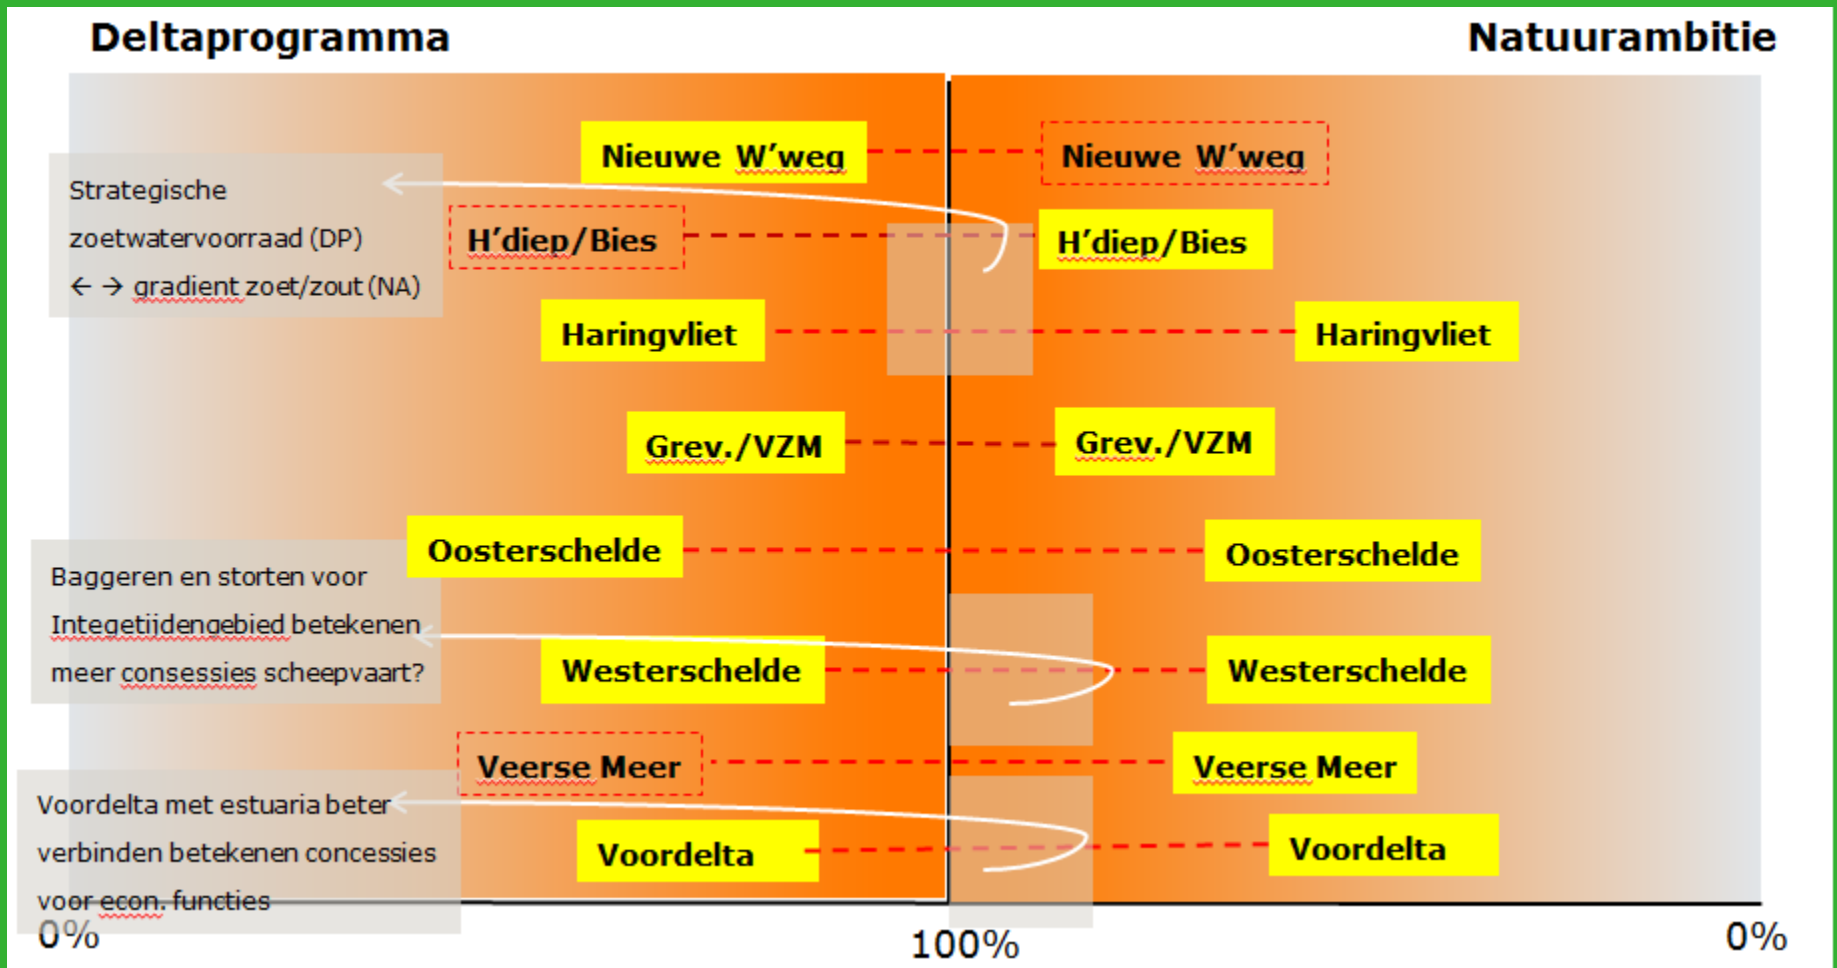 Deltaprogramma
Natuurambitie
Nieuwe W’weg
Nieuwe W’weg
Strategische
zoetwatervoorraad (DP)
← → gradient zoet/zout (NA)
H’diep/Bies
H’diep/Bies
Haringvliet
Haringvliet
Grev./VZM
Grev./VZM
Oosterschelde
Oosterschelde
Baggeren en storten voor
Integetijdengebied betekenen
meer consessies scheepvaart?
Westerschelde
Westerschelde
Veerse Meer
Veerse Meer
Voordelta met estuaria beter
verbinden betekenen concessies
voor econ. functies
Voordelta
Voordelta
0%
100%
0%